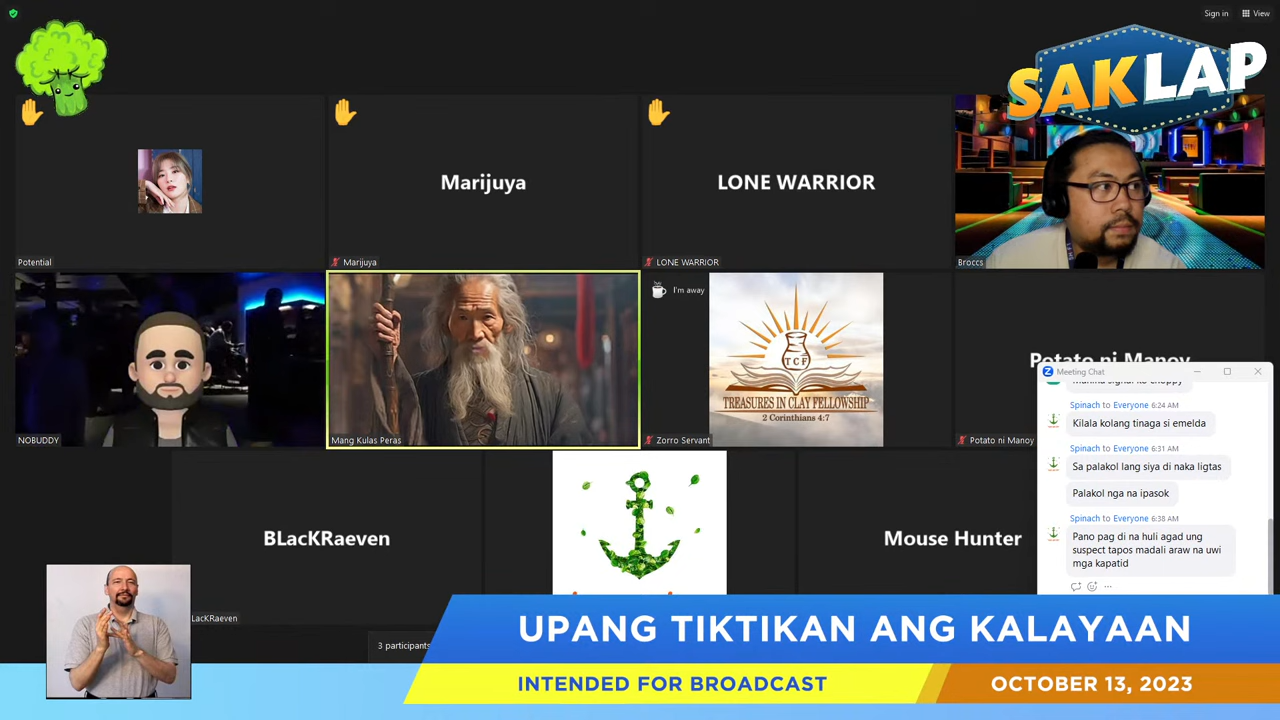 Sign in
View
SAKLAP
Marijuya
LONE WARRIOR
Potential
Marijuya
LONE WARRIOR
Broccs
I'm away
TCF
TREASURES IN CLAY FELLOWSHIP
2 Corinthians 4:7
Potato ni Manoy
NOBUDDY
Mang Kulas Peras
Zorro Servant
Potato ni Manoy
Meeting Chat
Spinach to Everyone 6:24 AM
Kilala kolang tinaga si emelda
Spinach to Everyone 6:31 AM
Sa palakol lang siya di naka ligtas
Palakol nga na ipasok
Spinach to Everyone 6:38 AM
Pano pag di na huli agad ung
suspect tapos madali araw na uwi
mga kapatid
BLacKRaeven
Mouse Hunter
LacKRaeven
3 participants
UPANG TIKTIKAN ANG KALAYAAN
INTENDED FOR BROADCAST
OCTOBER 13, 2023